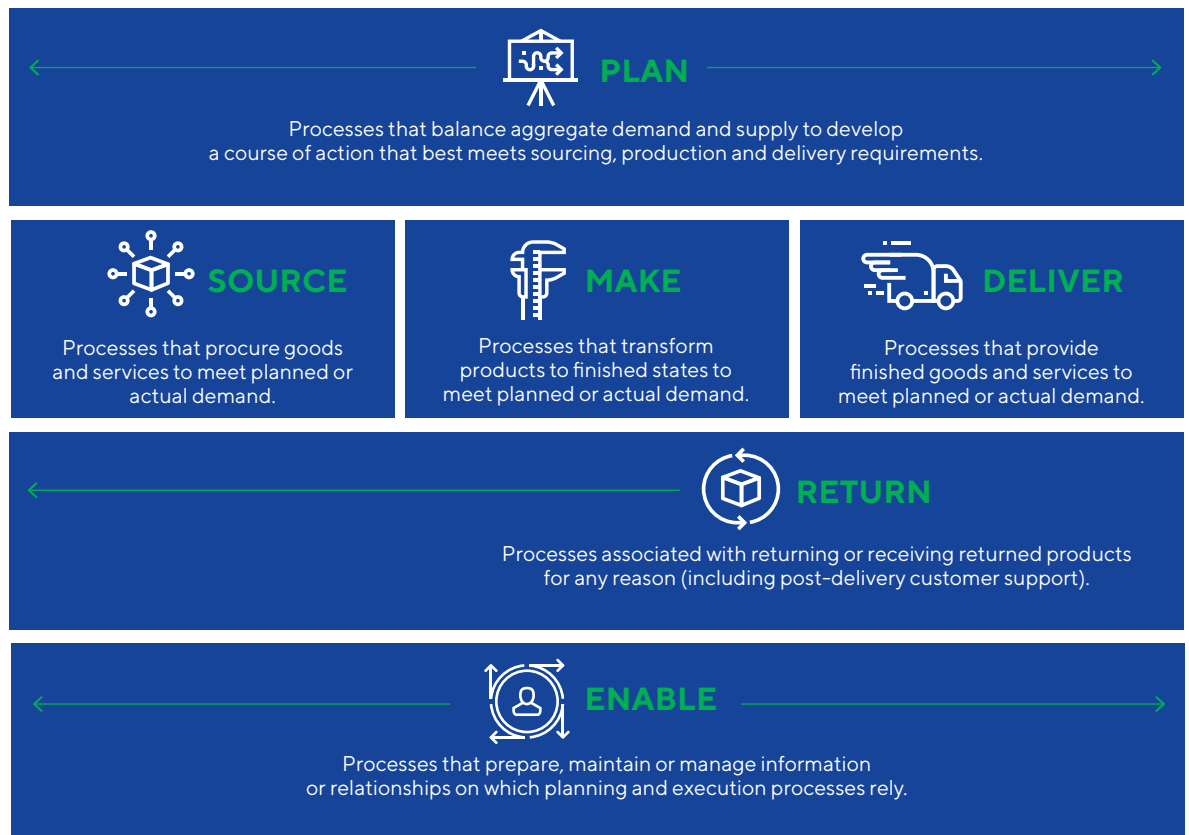 PLAN
Processes that balance aggregate demand and supply to develop
a course of action that best meets sourcing, production and delivery requirements.
SOURCE
Processes that procure goods
and services to meet planned or
actual demand.
MAKE
Processes that transform
products to finished states to
meet planned or actual demand.
DELIVER
Processes that provide
finished goods and services to
meet planned or actual demand.
RETURN
Processes associated with returning or receiving returned products
for any reason (including post-delivery customer support).
ENABLE
Processes that prepare, maintain or manage information
or relationships on which planning and execution processes rely.